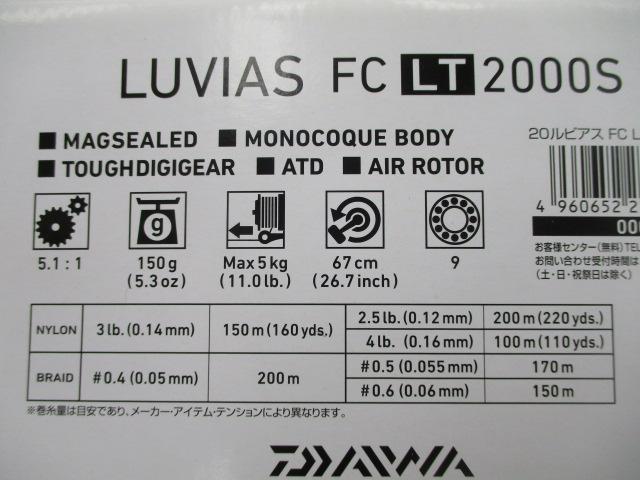 LUVIAS FC LT 2000S
■ MAGSEALED ■ MONOCOQUE BODY
■ TOUGHDIGIGEAR ■ ATD ■ AIR ROTOR
20ルビアス FC L
g
5.1 : 1
150 g
(5.3 oz)
Max 5 kg
(11.0 lb.)
67 cm
(26.7 inch)
9
4 960652 2
00
お客様センター(無料)TEL
お問い合わせ受付時間は
(土・日・祝祭日は除く)
NYLON 3 lb. (0.14 mm) 150 m (160 yds.) 2.5 lb. (0.12 mm) 200 m (220 yds.)
4 lb. (0.16 mm) 100 m (110 yds.)
BRAID #0.4 (0.05 mm) 200 m #0.5 (0.055 mm) 170 m
#0.6 (0.06 mm) 150 m
※巻糸量は目安であり、メーカー・アイテム・テンションにより異なります。
DAIWA